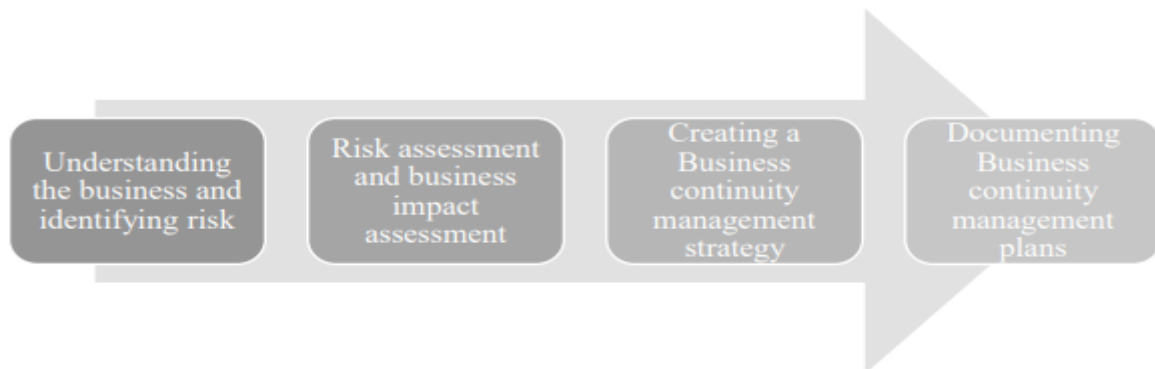 Understanding
the business and
identifying risk
Risk assessment
and business
impact
assessment
Creating a
Business
continuity
management
strategy
Documenting
Business
continuity
management
plans